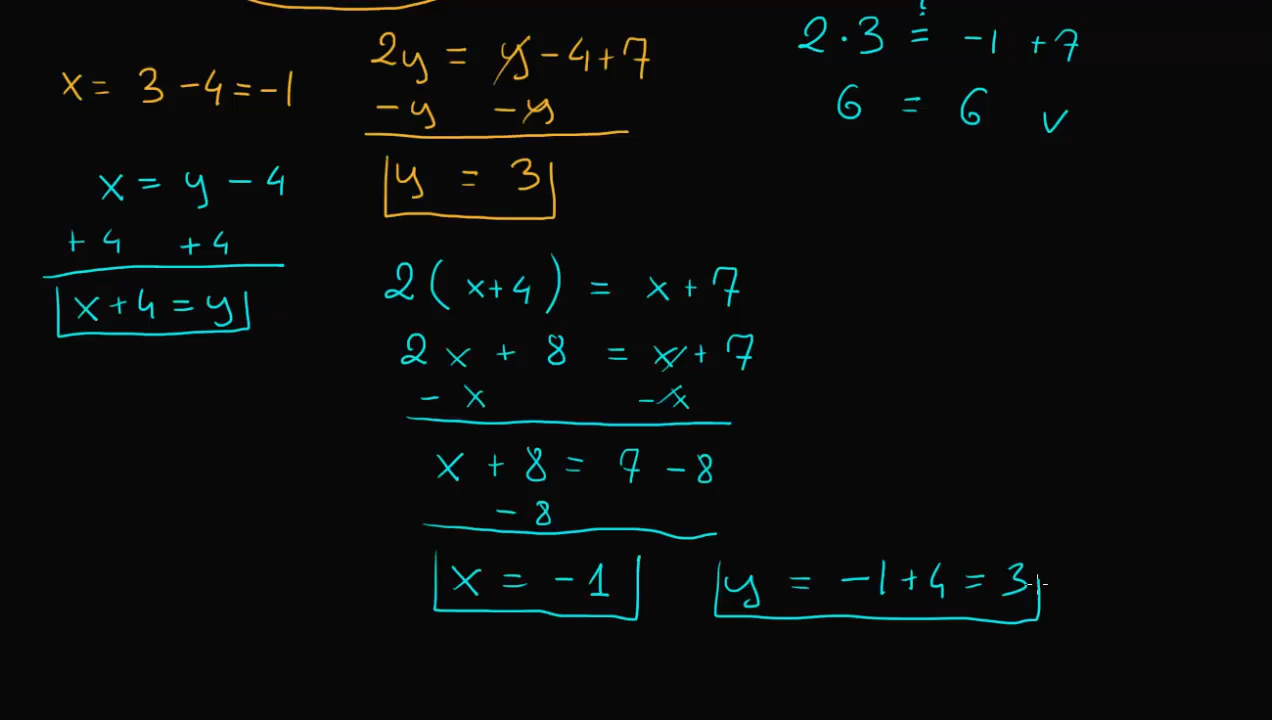 x = 3 - 4 = -1
x = y - 4
+ 4 + 4
x + 4 = y
2y = y - 4 + 7
- y - y
y = 3
2 ( x + 4 ) = x + 7
2x + 8 = x + 7
- x - x
x + 8 = 7 - 8
- 8
x = - 1
y = -1 + 4 = 3
2 · 3 ?= -1 + 7
6 = 6 v